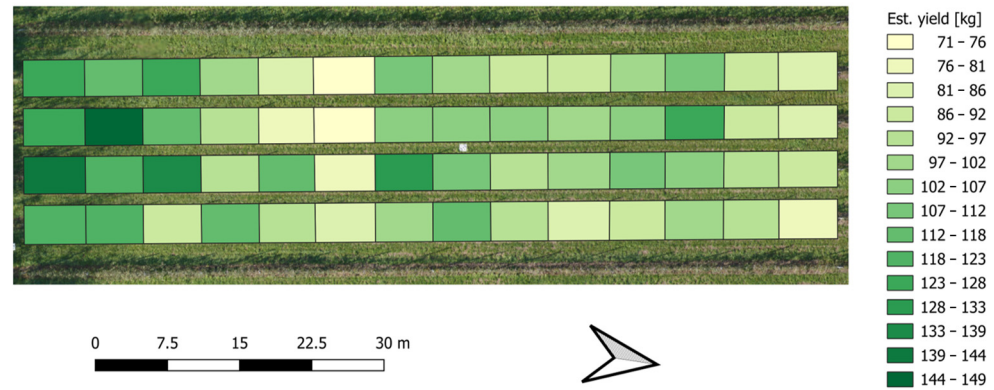 Est. yield [kg]
71 – 76
76 – 81
81 – 86
86 – 92
92 – 97
97 – 102
102 – 107
107 – 112
112 – 118
118 – 123
123 – 128
128 – 133
133 – 139
139 – 144
144 – 149
0 7.5 15 22.5 30 m